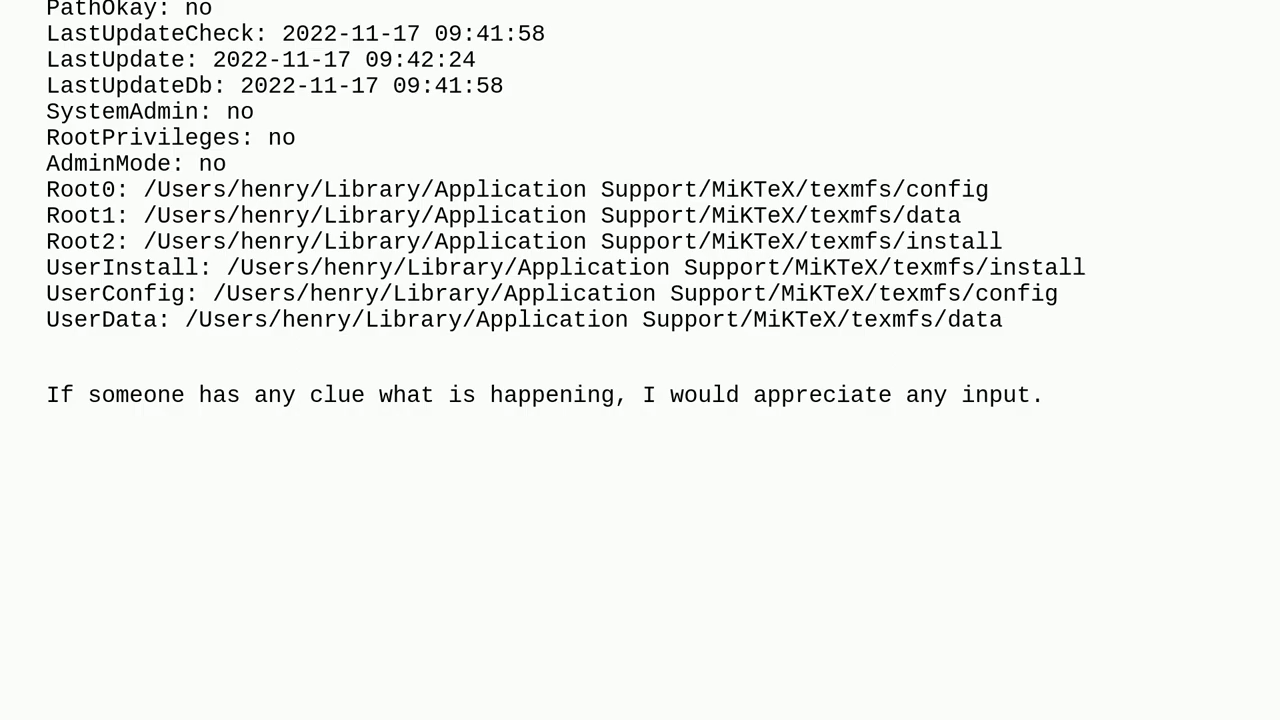 PathOkay: no
LastUpdateCheck: 2022-11-17 09:41:58
LastUpdate: 2022-11-17 09:42:24
LastUpdateDb: 2022-11-17 09:41:58
SystemAdmin: no
RootPrivileges: no
AdminMode: no
Root0: /Users/henry/Library/Application Support/MiKTeX/texmfs/config
Root1: /Users/henry/Library/Application Support/MiKTeX/texmfs/data
Root2: /Users/henry/Library/Application Support/MiKTeX/texmfs/install
UserInstall: /Users/henry/Library/Application Support/MiKTeX/texmfs/install
UserConfig: /Users/henry/Library/Application Support/MiKTeX/texmfs/config
UserData: /Users/henry/Library/Application Support/MiKTeX/texmfs/data
If someone has any clue what is happening, I would appreciate any input.